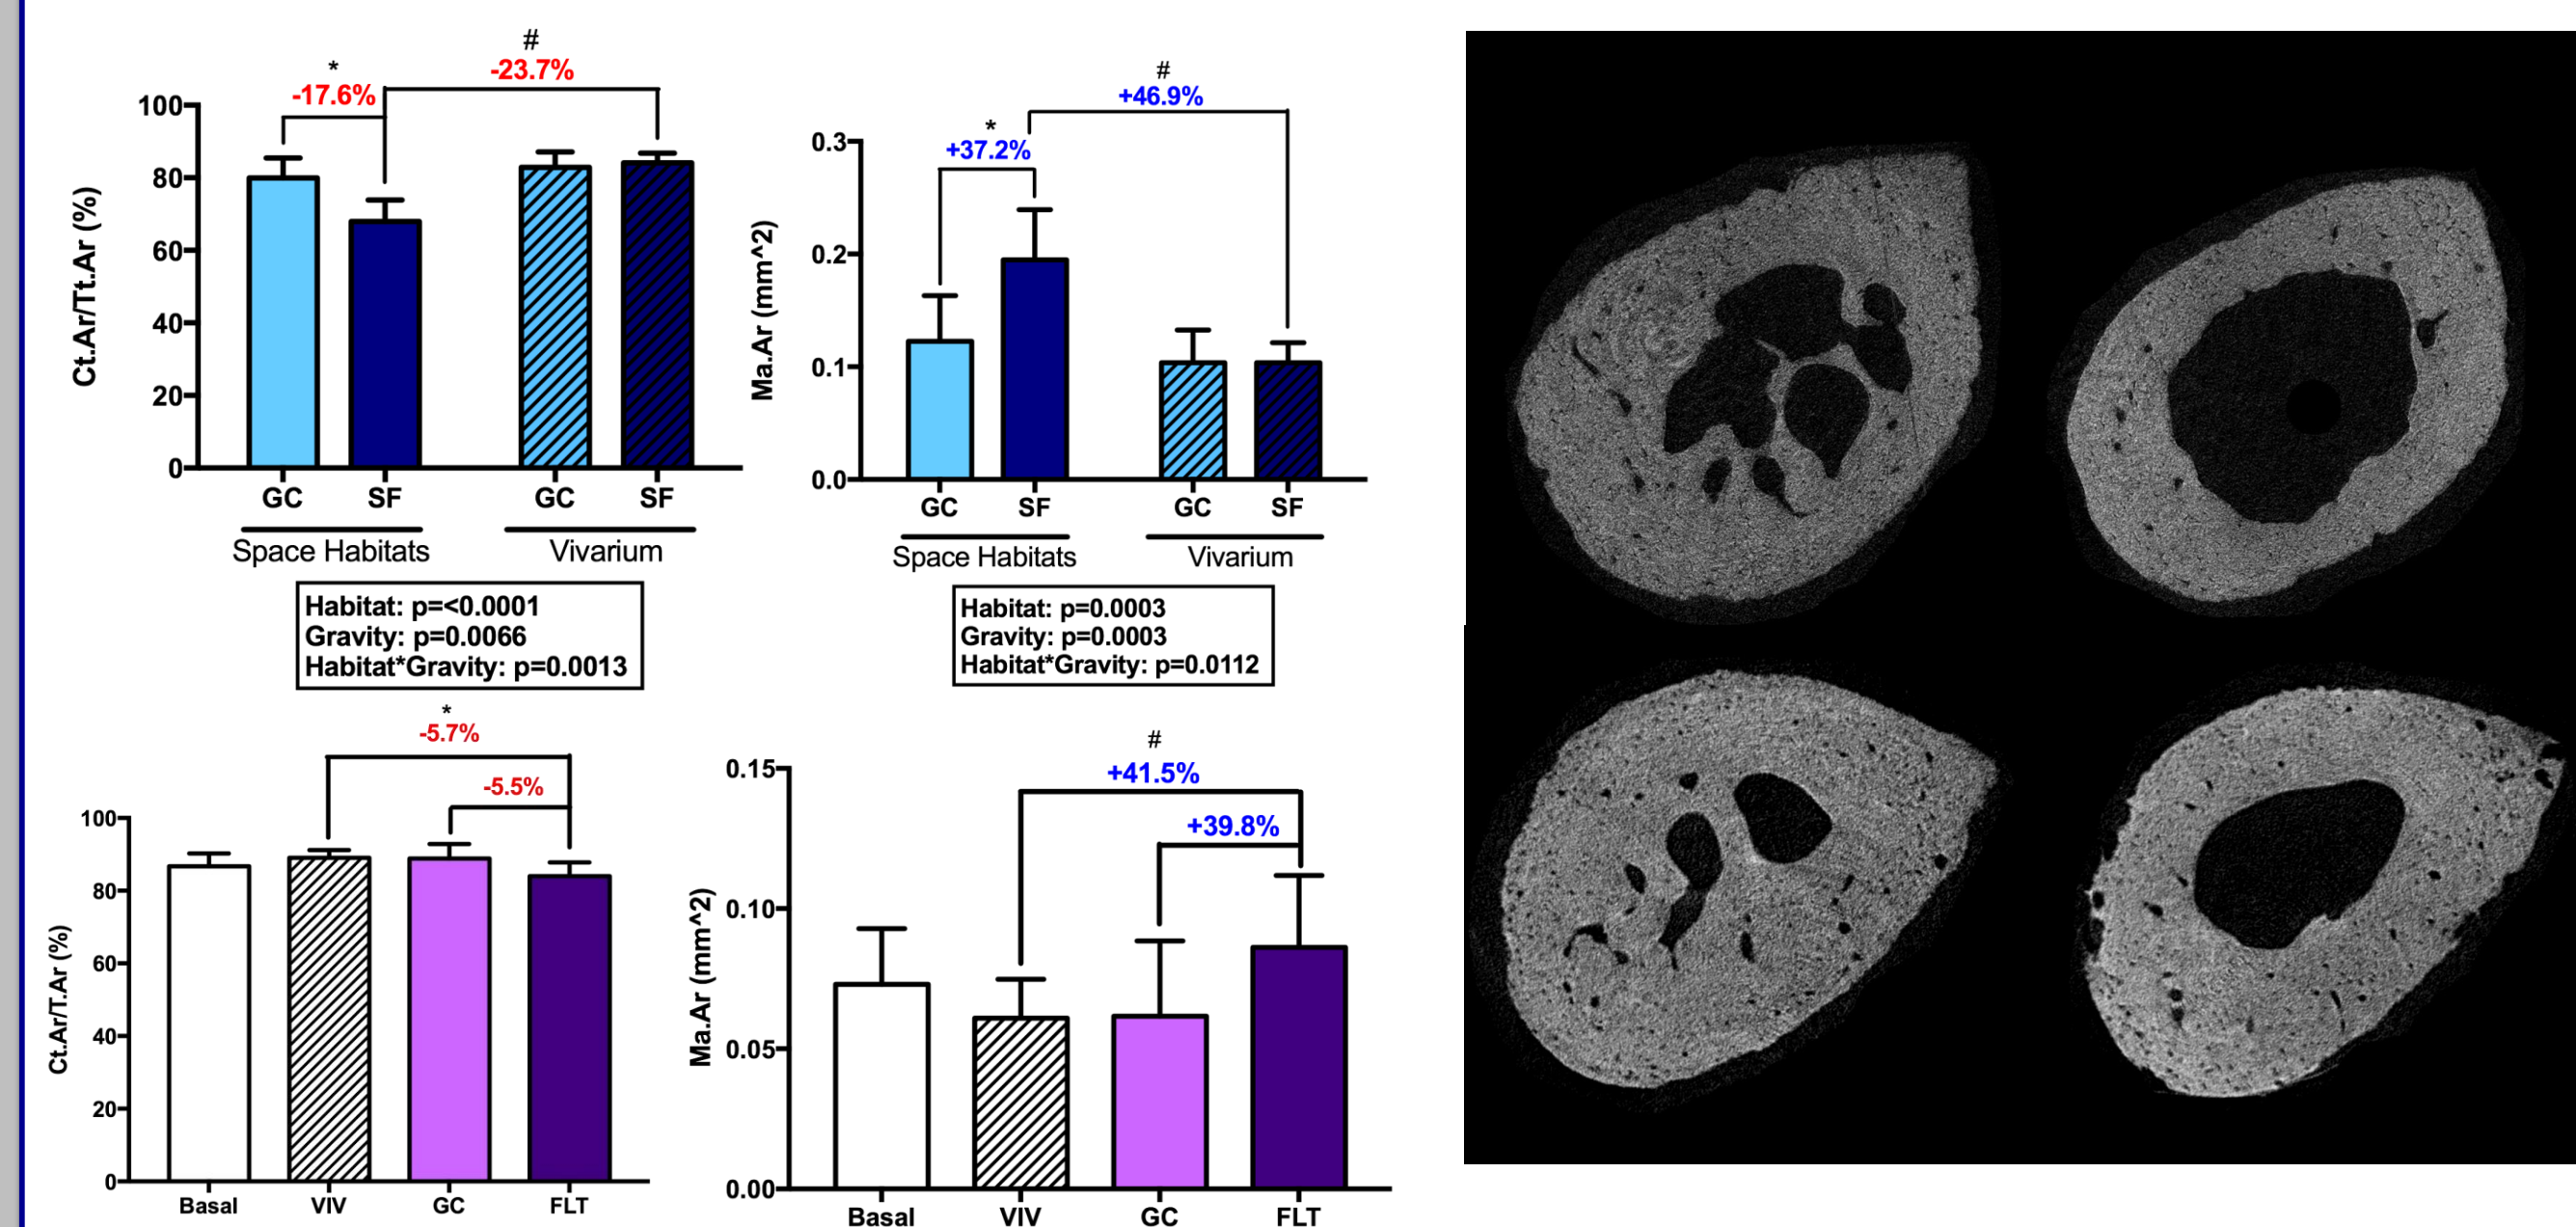 #
-23.7%
*
-17.6%
Ct.Ar/Tt.Ar (%)
100
80
60
40
20
0
GC
SF
GC
SF
Space Habitats
Vivarium
Habitat: p=<0.0001
Gravity: p=0.0066
Habitat*Gravity: p=0.0013
#
+46.9%
*
+37.2%
Ma.Ar (mm^2)
0.3
0.2
0.1
0.0
GC
SF
GC
SF
Space Habitats
Vivarium
Habitat: p=0.0003
Gravity: p=0.0003
Habitat*Gravity: p=0.0112
*
-5.7%
-5.5%
Ct.Ar/T.Ar (%)
100
80
60
40
20
0
Basal
VIV
GC
FLT
#
+41.5%
+39.8%
Ma.Ar (mm^2)
0.15
0.10
0.05
0.00
Basal
VIV
GC
FLT